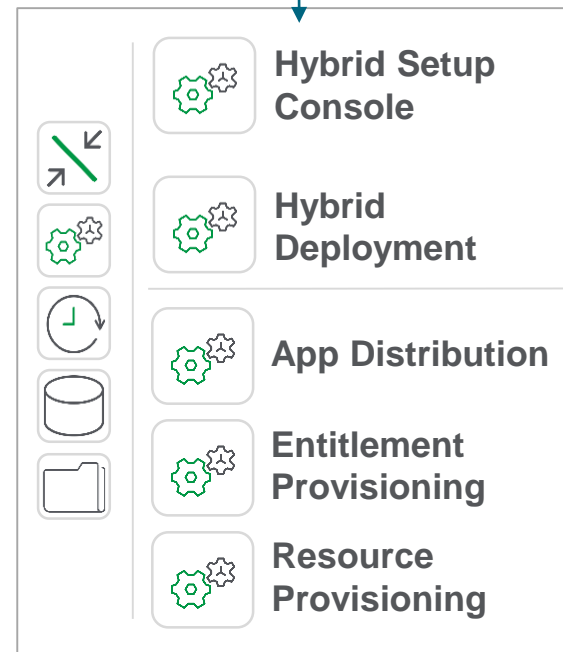 Hybrid Setup
Console
Hybrid
Deployment
App Distribution
Entitlement
Provisioning
Resource
Provisioning